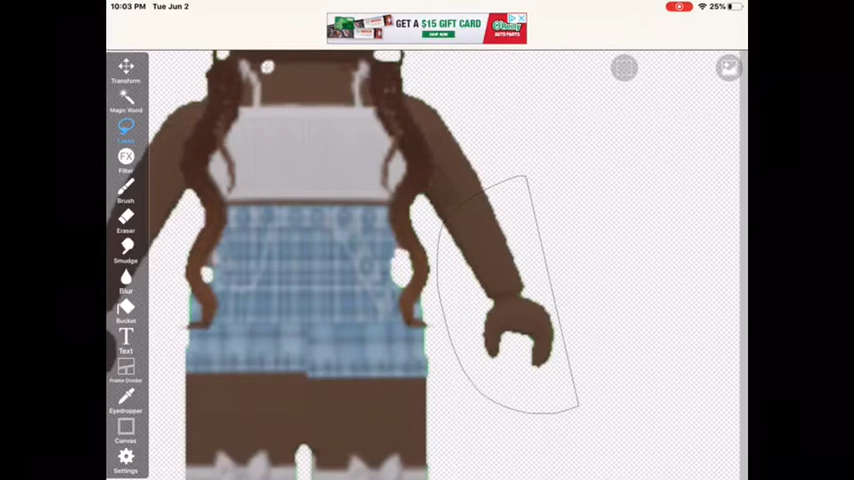 10:03 PM Tue Jun 2
25%
GET A $15 GIFT CARD
SHOP NOW
O'Reilly
AUTO PARTS
Transform
Magic Wand
Lasso
FX
Filter
Brush
Eraser
Smudge
Blur
Bucket
T
Text
Frame Divider
Eyedropper
Canvas
Settings